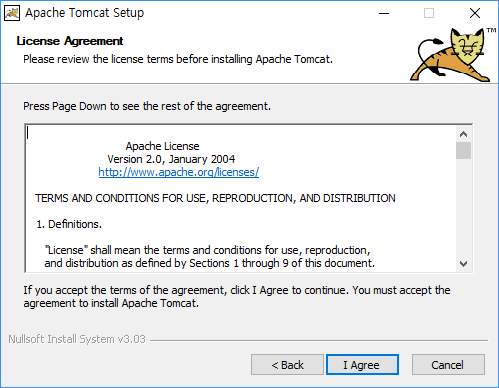 Apache Tomcat Setup
License Agreement
Please review the license terms before installing Apache Tomcat.
TM
Press Page Down to see the rest of the agreement.
Apache License
Version 2.0, January 2004
http://www.apache.org/licenses/
TERMS AND CONDITIONS FOR USE, REPRODUCTION, AND DISTRIBUTION
1. Definitions.
"License" shall mean the terms and conditions for use, reproduction,
and distribution as defined by Sections 1 through 9 of this document.
If you accept the terms of the agreement, click I Agree to continue. You must accept the
agreement to install Apache Tomcat.
Nullsoft Install System v3.03
< Back
I Agree
Cancel